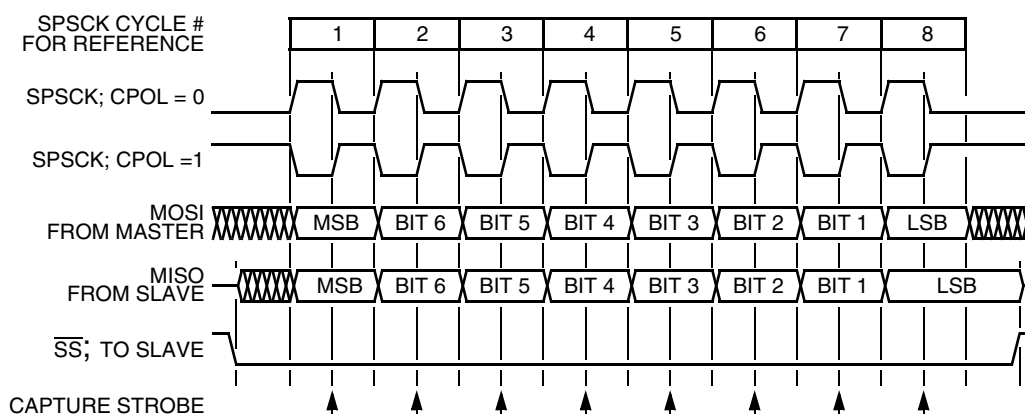 SPSCK CYCLE #
FOR REFERENCE
1 2 3 4 5 6 7 8
SPSCK; CPOL = 0
SPSCK; CPOL =1
MOSI
FROM MASTER
MSB BIT 6 BIT 5 BIT 4 BIT 3 BIT 2 BIT 1 LSB
MISO
FROM SLAVE
MSB BIT 6 BIT 5 BIT 4 BIT 3 BIT 2 BIT 1 LSB
SS; TO SLAVE
CAPTURE STROBE